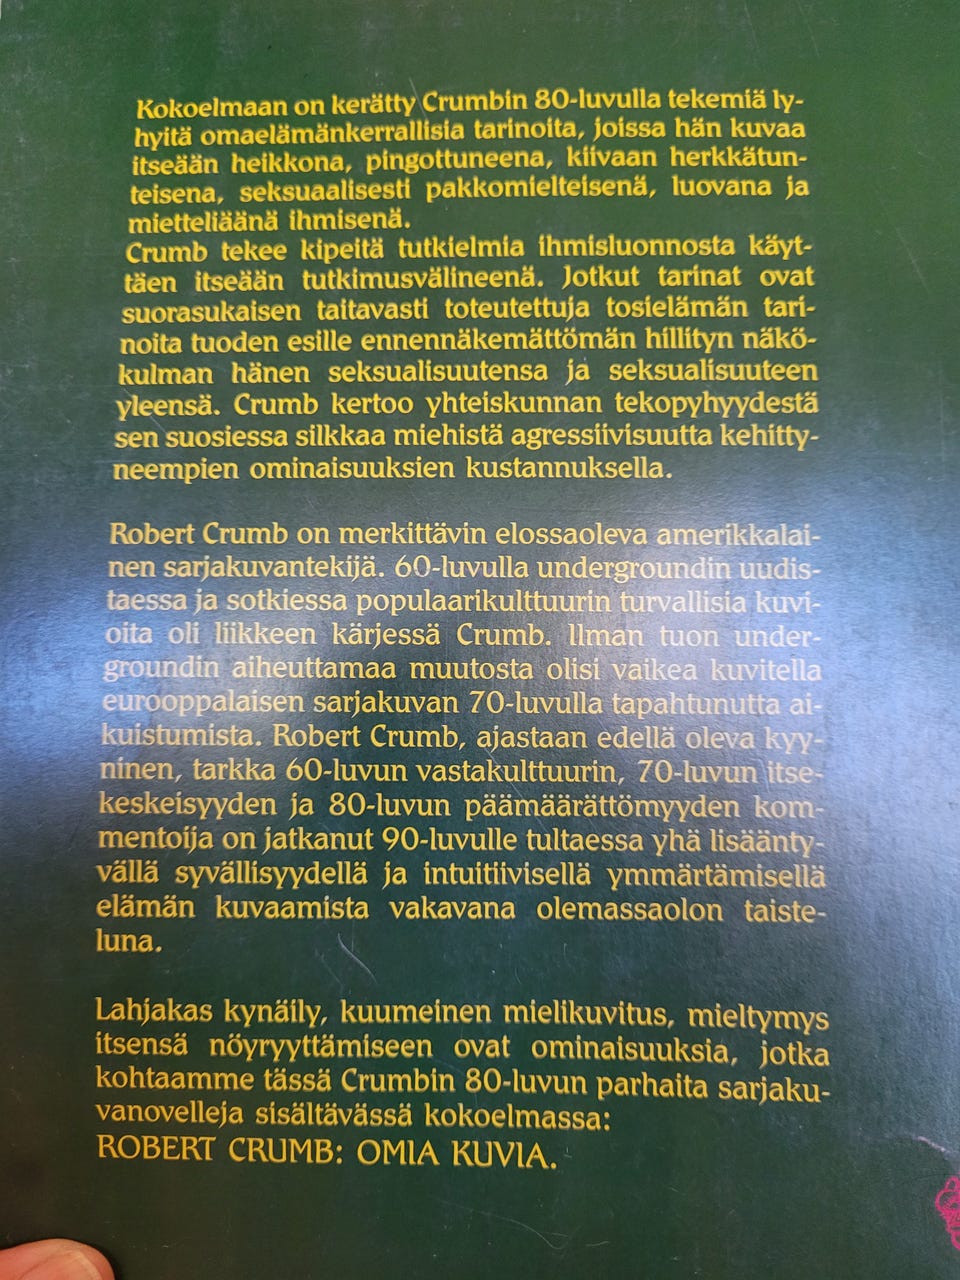 Kokoelmaan on kerätty Crumbin 80-luvulla tekemiä ly-
hyitä omaelämänkerrallisia tarinoita, joissa hän kuvaa
itseään heikkona, pingottuneena, kiivaan herkkätun-
teisena, seksuaalisesti pakkomielteisenä, luovana ja
mietteliäänä ihmisenä.
Crumb tekee kipeitä tutkielmia ihmisluonnosta käyt-
täen itseään tutkimusvälineenä. Jotkut tarinat ovat
suorasukaisen taitavasti toteutettuja tosielämän tari-
noita tuoden esille ennennäkemättömän hillityn näkö-
kulman hänen seksualisuutensa ja seksualisuuteen
yleensä. Crumb kertoo yhteiskunnan tekopyhyydestä
sen suosiessa silkkaa miehistä agressiivisuutta kehitty-
neempien ominaisuuksien kustannuksella.
Robert Crumb on merkittävin elossaoleva amerikkalai-
nen sarjakuvantekijä. 60-luvulla undergroundin uudis-
taessa ja sotkiessa populaarikulttuurin turvallisia kuvi-
oita oli liikkeen kärjessä Crumb. Ilman tuon under-
groundin aiheuttamaa muutosta olisi vaikea kuvitella
eurooppalaisen sarjakuvan 70-luvulla tapahtunutta ai-
kuistumista. Robert Crumb, ajastaan edellä oleva kyy-
ninen, tarkka 60-luvun vastakulttuurin, 70-luvun itse-
keskeisyyden ja 80-luvun päämäärättömyyden kom-
mentoija on jatkanut 90-luvulle tultaessa yhä lisäänty-
vällä syvällisyydellä ja intuitiivisellä ymmärtämisellä
elämän kuvaamista vakavana olemassaolon taiste-
luna.
Lahjakas kynäily, kuumeinen mielikuvitus, mieltymys
itsensä nöyryyttämiseen ovat ominaisuuksia, jotka
kohtaamme tässä Crumbin 80-luvun parhaita sarjaku-
vanovelleja sisältävässä kokoelmassa:
ROBERT CRUMB: OMIA KUVIA.